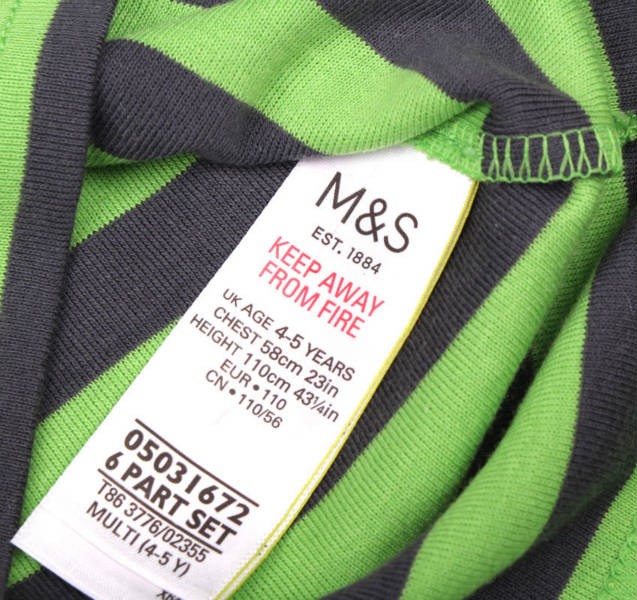 M&S
EST. 1884
KEEP AWAY
FROM FIRE
UK AGE 4-5 YEARS
CHEST 58cm 23in
HEIGHT 110cm 43¼in
EUR • 110
CN • 110/56
05031672
6 PART SET
T86 3776/02355
MULTI (4-5 Y)